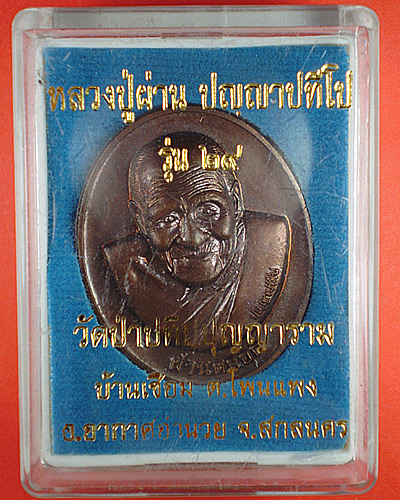 หลวงปู่ผ่าน ปญฺญาปทีโป
รุ่น ๒๙
วัดป่าปทีปปุญญาราม
บ้านเซือม ต.โพนแพง
อ.อากาศอำนวย จ.สกลนคร